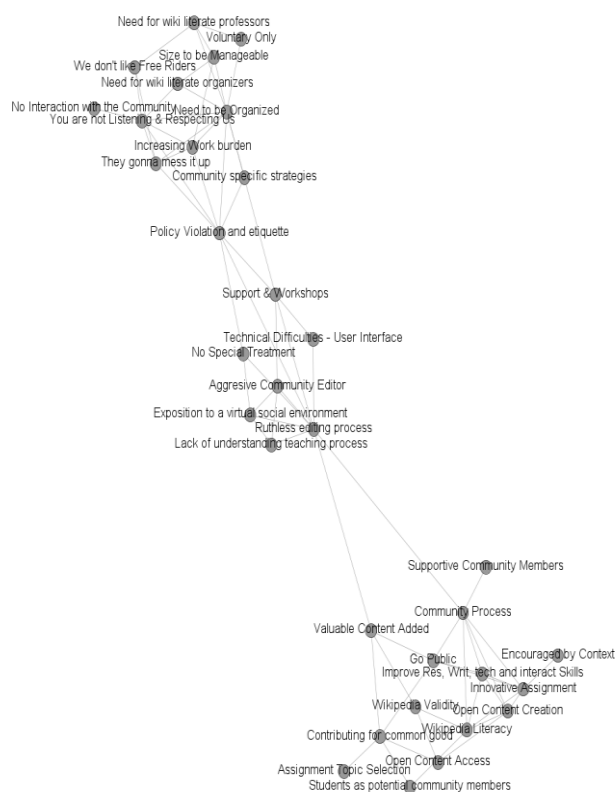 Need for wiki literate professors
Voluntary Only
Size to be Manageable
We don't like Free Riders
Need for wiki literate organizers
No Interaction with the Community
Need to be Organized
You are not Listening & Respecting Us
Increasing Work burden
They gonna mess it up
Community specific strategies
Policy Violation and etiquette
Support & Workshops
Technical Difficulties - User Interface
No Special Treatment
Aggresive Community Editor
Exposition to a virtual social environment
Ruthless editing process
Lack of understanding teaching process
Supportive Community Members
Community Process
Valuable Content Added
Encouraged by Context
Go Public
Improve Res, Writ, tech and interact Skills
Innovative Assignment
Wikipedia Validity
Open Content Creation
Wikipedia Literacy
Contributing for common good
Open Content Access
Assignment Topic Selection
Students as potential community members